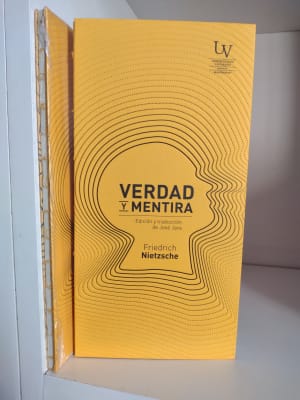 UV
VERDAD
Y MENTIRA
Edición y traducción
de José Jara
Friedrich
Nietzsche